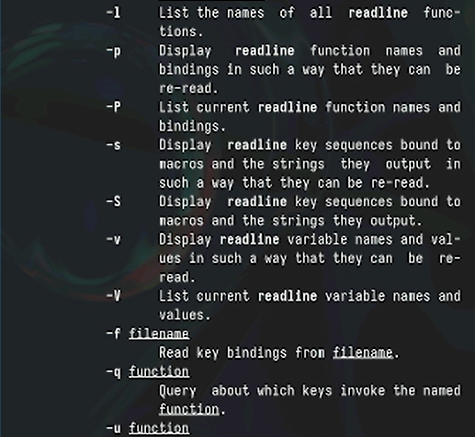 -l List the names of all readline func-
tions.
-p Display readline function names and
bindings in such a way that they can be
re-read.
-P List current readline function names and
bindings.
-s Display readline key sequences bound to
macros and the strings they output in
such a way that they can be re-read.
-S Display readline key sequences bound to
macros and the strings they output.
-v Display readline variable names and val-
ues in such a way that they can be re-
read.
-V List current readline variable names and
values.
-f filename
Read key bindings from filename.
-q function
Query about which keys invoke the named
function.
-u function